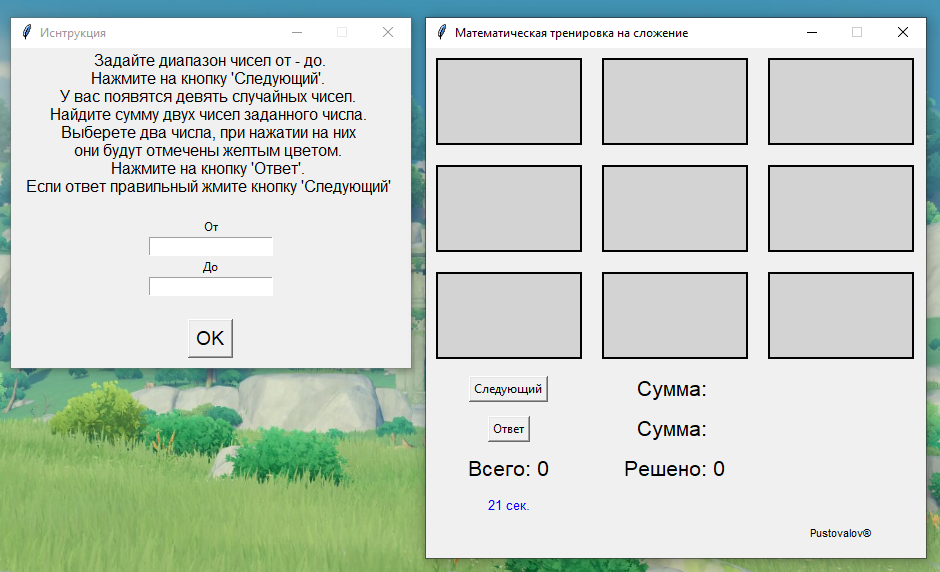 Иснтрукция
Задайте диапазон чисел от - до.
Нажмите на кнопку 'Следующий'.
У вас появятся девять случайных чисел.
Найдите сумму двух чисел заданного числа.
Выберете два числа, при нажатии на них
они будут отмечены желтым цветом.
Нажмите на кнопку 'Ответ'.
Если ответ правильный жмите кнопку 'Следующий'
От
До
OK
Математическая тренировка на сложение
Следующий
Сумма:
Ответ
Сумма:
Всего: 0
Решено: 0
21 сек.
Pustovalov®